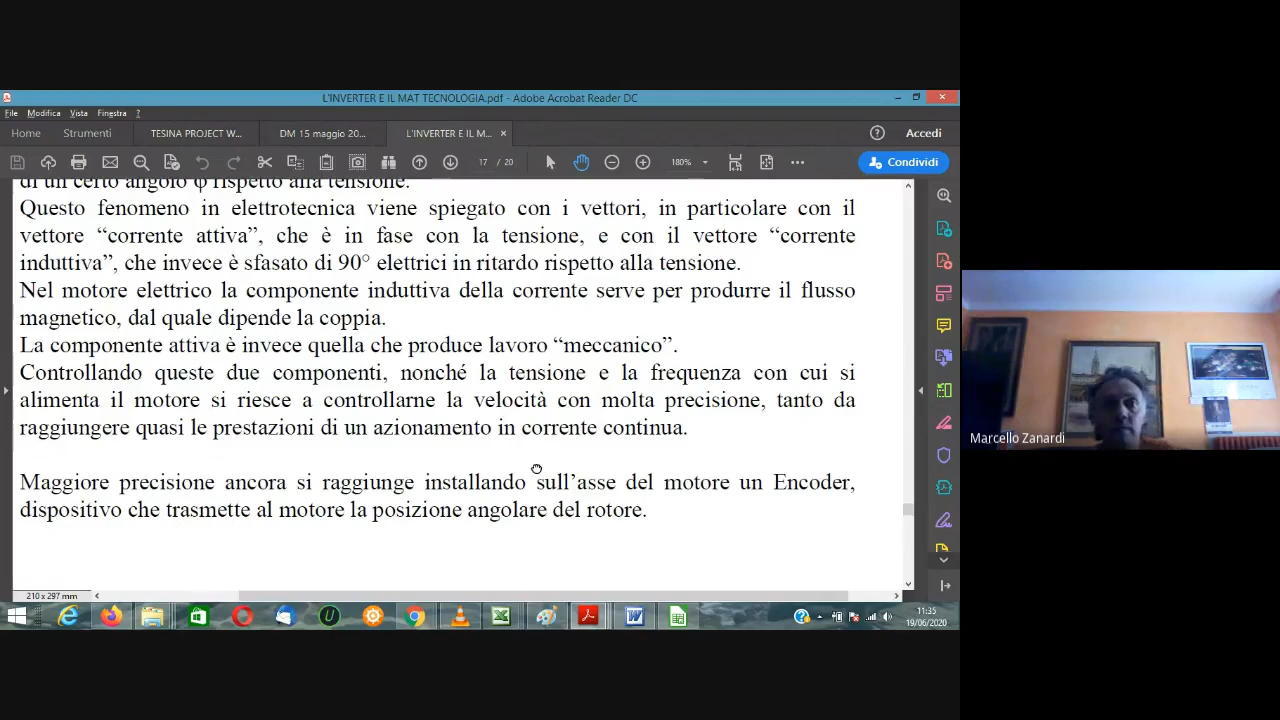 L'INVERTER E IL MAT TECNOLOGIA.pdf - Adobe Acrobat Reader DC
File Modifica Vista Finestra ?
Home Strumenti TESINA PROJECT W... DM 15 maggio 20... L'INVERTER E IL M... × ? Accedi
17 / 20 180% Condividi
di un certo angolo φ rispetto alla tensione.
Questo fenomeno in elettrotecnica viene spiegato con i vettori, in particolare con il
vettore “corrente attiva”, che è in fase con la tensione, e con il vettore “corrente
induttiva”, che invece è sfasato di 90° elettrici in ritardo rispetto alla tensione.
Nel motore elettrico la componente induttiva della corrente serve per produrre il flusso
magnetico, dal quale dipende la coppia.
La componente attiva è invece quella che produce lavoro “meccanico”.
Controllando queste due componenti, nonché la tensione e la frequenza con cui si
alimenta il motore si riesce a controllarne la velocità con molta precisione, tanto da
raggiungere quasi le prestazioni di un azionamento in corrente continua.
Maggiore precisione ancora si raggiunge installando sull’asse del motore un Encoder,
dispositivo che trasmette al motore la posizione angolare del rotore.
210 x 297 mm
11:35
19/06/2020
Marcello Zanardi